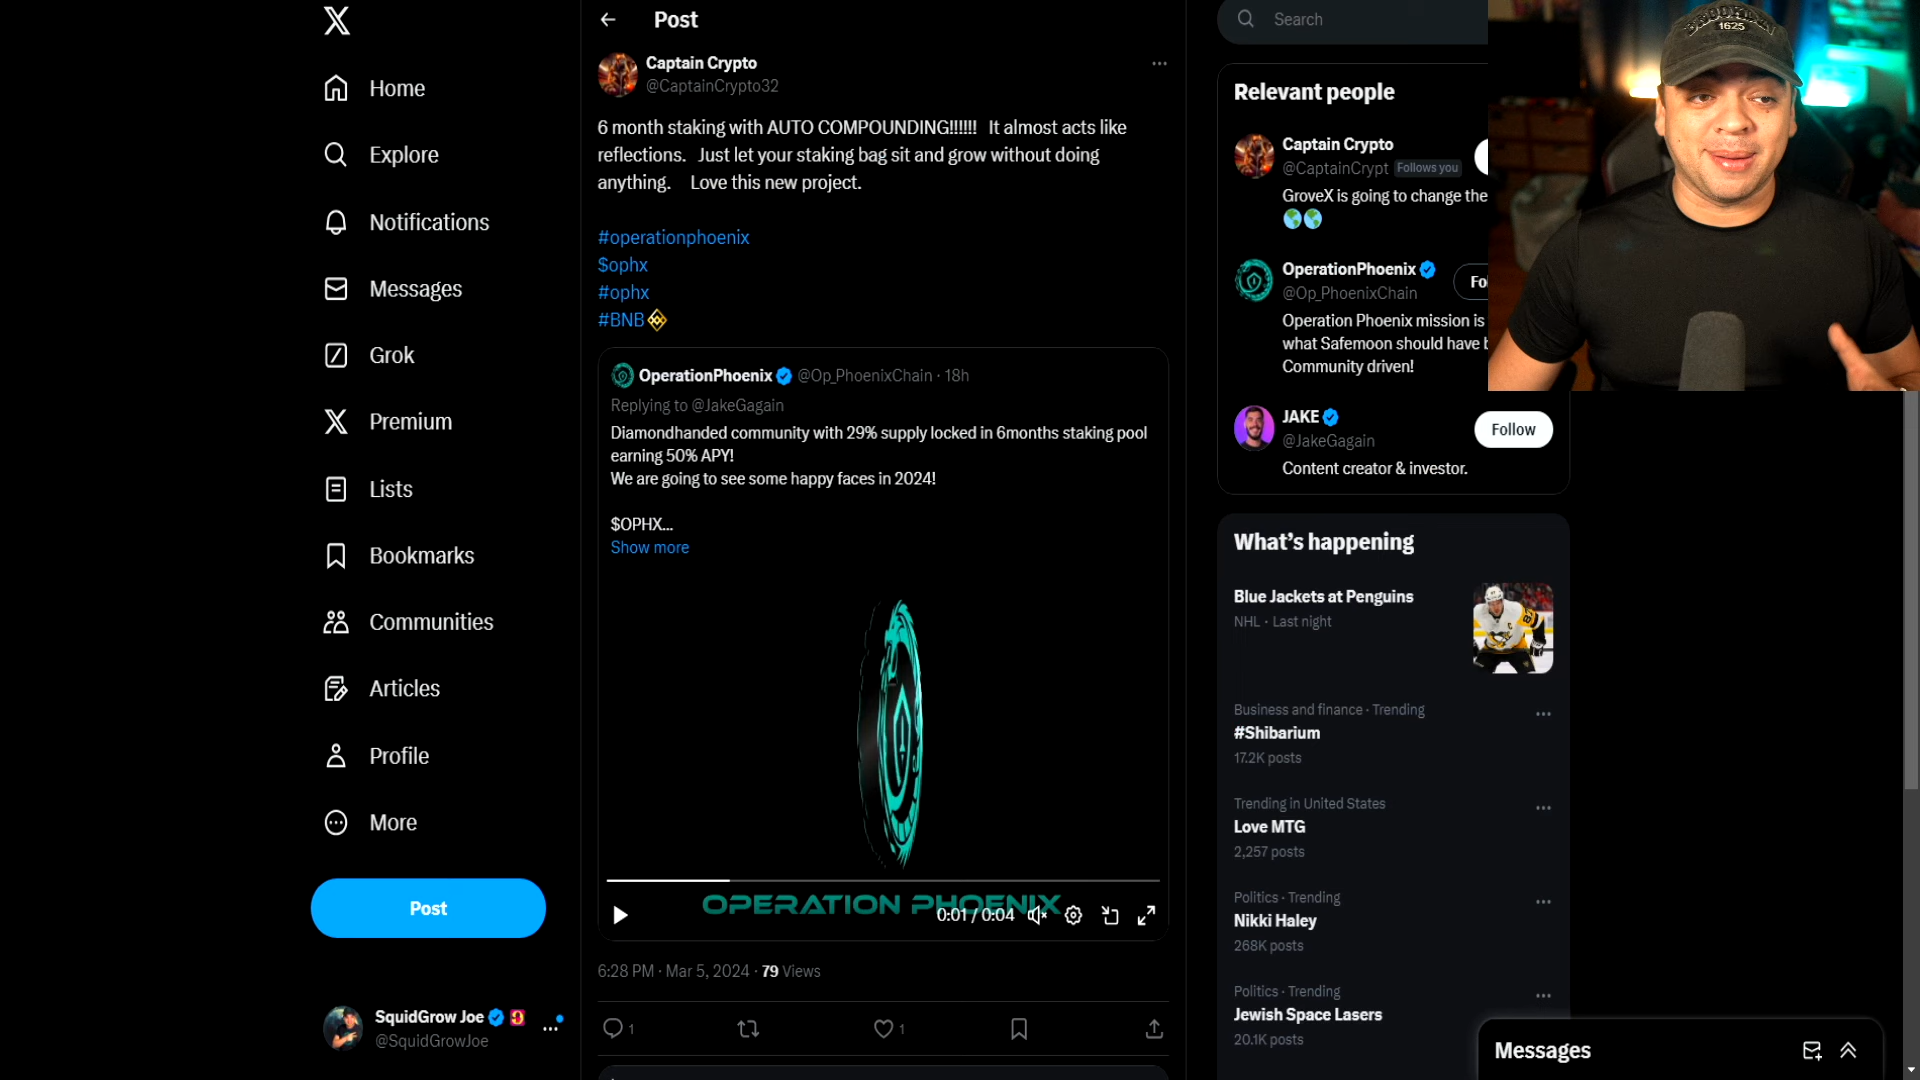 Home
Explore
Notifications
Messages
Grok
Premium
Lists
Bookmarks
Communities
Articles
Profile
More
Post
SquidGrow Joe
@SquidGrowJoe
Post
Captain Crypto
@CaptainCrypto32
6 month staking with AUTO COMPOUNDING!!!!!! It almost acts like
reflections. Just let your staking bag sit and grow without doing
anything. Love this new project.
#operationphoenix
$ophx
#ophx
#BNB
OperationPhoenix @Op_PhoenixChain · 18h
Replying to @JakeGagain
Diamondhanded community with 29% supply locked in 6months staking pool
earning 50% APY!
We are going to see some happy faces in 2024!
$OPHX...
Show more
OPERATION PHOENIX
0:01 / 0:04
6:28 PM · Mar 5, 2024 · 79 Views
1
1
Search
Relevant people
Captain Crypto
@CaptainCrypt Follows you
GroveX is going to change the
OperationPhoenix
@Op_PhoenixChain
Fo
Operation Phoenix mission is
what Safemoon should have b
Community driven!
JAKE
@JakeGagain
Follow
Content creator & investor.
What's happening
Blue Jackets at Penguins
NHL · Last night
Business and finance · Trending
#Shibarium
17.2K posts
Trending in United States
Love MTG
2,257 posts
Politics · Trending
Nikki Haley
268K posts
Politics · Trending
Jewish Space Lasers
20.1K posts
Messages
BROOKLYN
1625